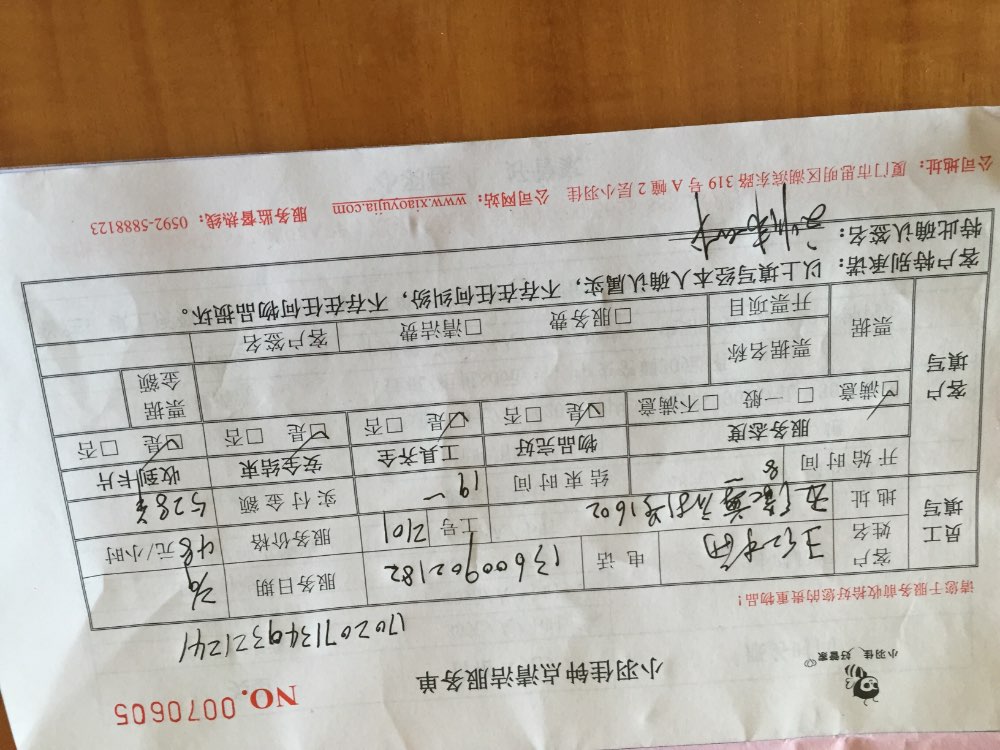 小羽佳 好管家
小羽佳钟点清洁服务单
NO.0070605
1702071349321241
请您于服务前收拾好您的贵重物品!
员工填写
客户姓名
电话 13600902182 服务日期
地址 1602 工号 2101 服务价格 48元/小时
开始时间 8 结束时间 19 实付金额 528
客户填写
服务态度 物品完好 工具齐全 安全结束 收到卡片
☑满意 □一般 □不满意 ☑是 □否 ☑是 □否 ☑是 □否 ☑是 □否
票据 票据名称 票据金额
开票项目 □服务费 □清洁费 客户签名
客户特别承诺:以上填写经本人确认属实,不存在任何纠纷,不存在任何物品损坏。
特此确认签名:
公司地址:厦门市思明区湖滨东路 319 号 A 幢 2 层小羽佳 公司网站:www.xiaoyujia.com 服务监督热线:0592-5888123